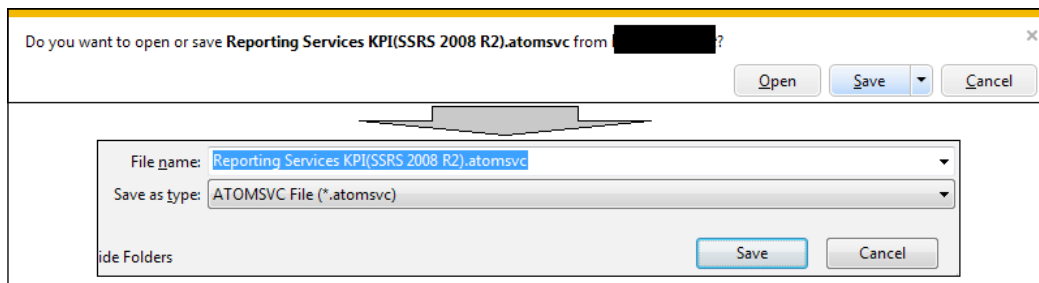 Do you want to open or save Reporting Services KPI(SSRS 2008 R2).atomsvc from ?
Open Save Cancel
File name: Reporting Services KPI(SSRS 2008 R2).atomsvc
Save as type: ATOMSVC File (*.atomsvc)
ide Folders Save Cancel